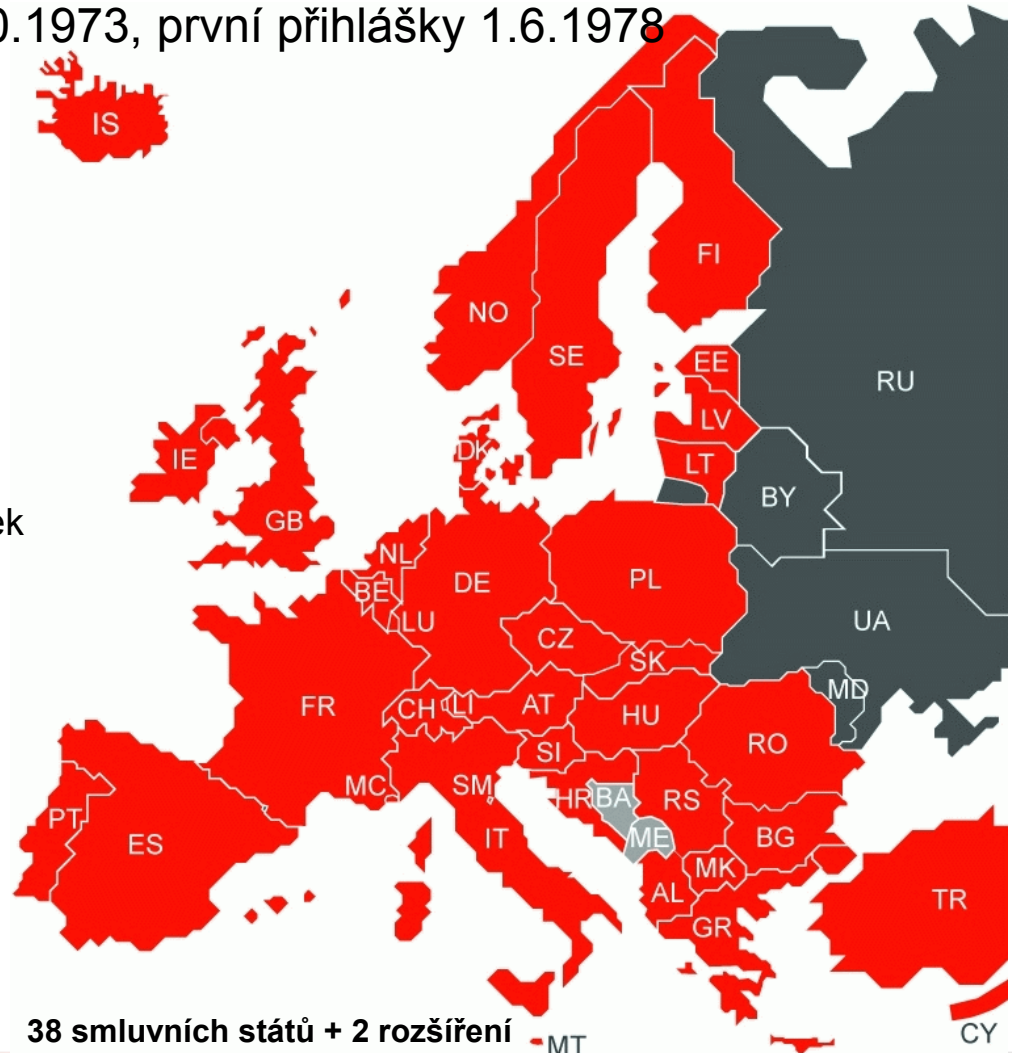 0.1973, první přihlášky 1.6.1978
IS
FI
NO
SE
EE
RU
LV
DK
IE
LT
BY
GB
ek
NL
DE
PL
BE
LU
UA
CZ
SK
MD
FR
CH
LI
AT
HU
RO
SI
MC
SM
HR
BA
RS
PT
IT
ME
BG
ES
MK
AL
TR
GR
38 smluvních států + 2 rozšíření
MT
CY